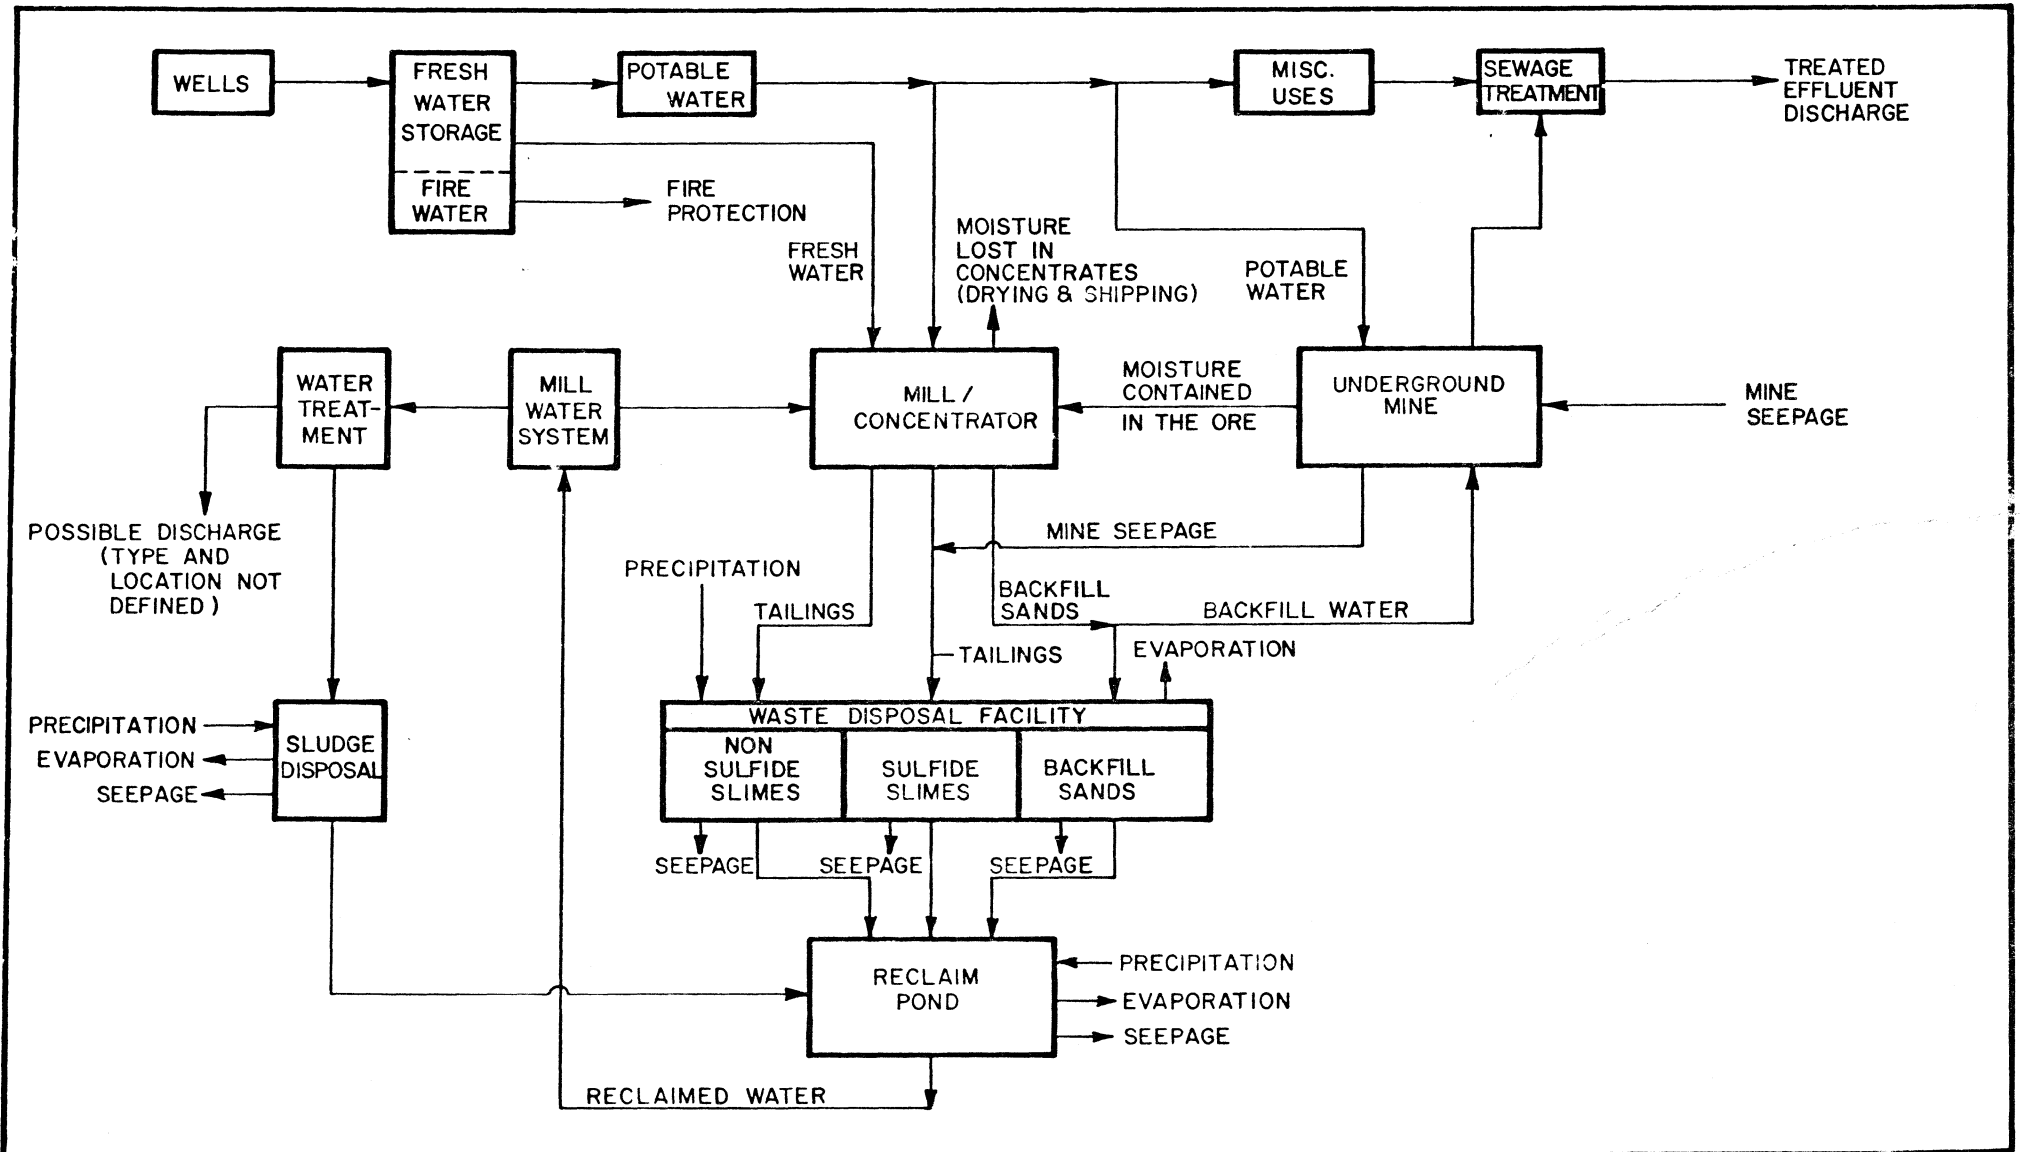 WELLS
FRESH
WATER
STORAGE
FIRE
WATER
POTABLE
WATER
MISC.
USES
SEWAGE
TREATMENT
TREATED
EFFLUENT
DISCHARGE
FIRE
PROTECTION
FRESH
WATER
MOISTURE
LOST IN
CONCENTRATES
(DRYING & SHIPPING)
POTABLE
WATER
WATER
TREAT-
MENT
MILL
WATER
SYSTEM
MILL /
CONCENTRATOR
MOISTURE
CONTAINED
IN THE ORE
UNDERGROUND
MINE
MINE
SEEPAGE
POSSIBLE DISCHARGE
(TYPE AND
LOCATION NOT
DEFINED)
MINE SEEPAGE
PRECIPITATION
TAILINGS
BACKFILL
SANDS
BACKFILL WATER
TAILINGS
EVAPORATION
PRECIPITATION
EVAPORATION
SEEPAGE
SLUDGE
DISPOSAL
WASTE DISPOSAL FACILITY
NON
SULFIDE
SLIMES
SULFIDE
SLIMES
BACKFILL
SANDS
SEEPAGE
SEEPAGE
SEEPAGE
RECLAIM
POND
PRECIPITATION
EVAPORATION
SEEPAGE
RECLAIMED WATER